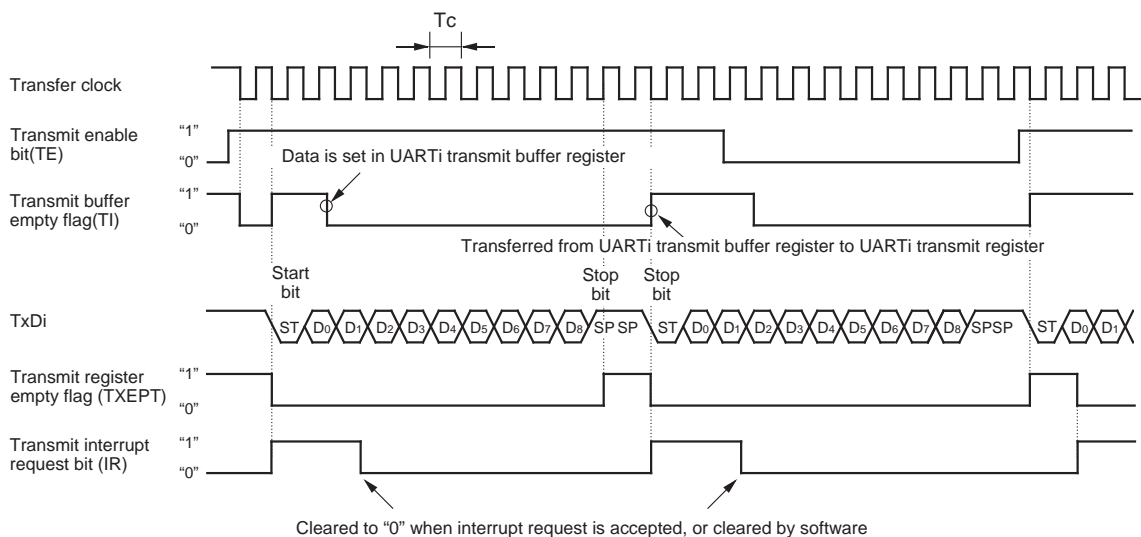 Tc
Transfer clock
Transmit enable
bit(TE)
“1”
“0”
Data is set in UARTi transmit buffer register
Transmit buffer
empty flag(TI)
“1”
“0”
Transferred from UARTi transmit buffer register to UARTi transmit register
Start
bit
Stop
bit
Stop
bit
TxDi
ST D0 D1 D2 D3 D4 D5 D6 D7 D8 SP SP ST D0 D1 D2 D3 D4 D5 D6 D7 D8 SPSP ST D0 D1
Transmit register
empty flag (TXEPT)
“1”
“0”
Transmit interrupt
request bit (IR)
“1”
“0”
Cleared to “0” when interrupt request is accepted, or cleared by software